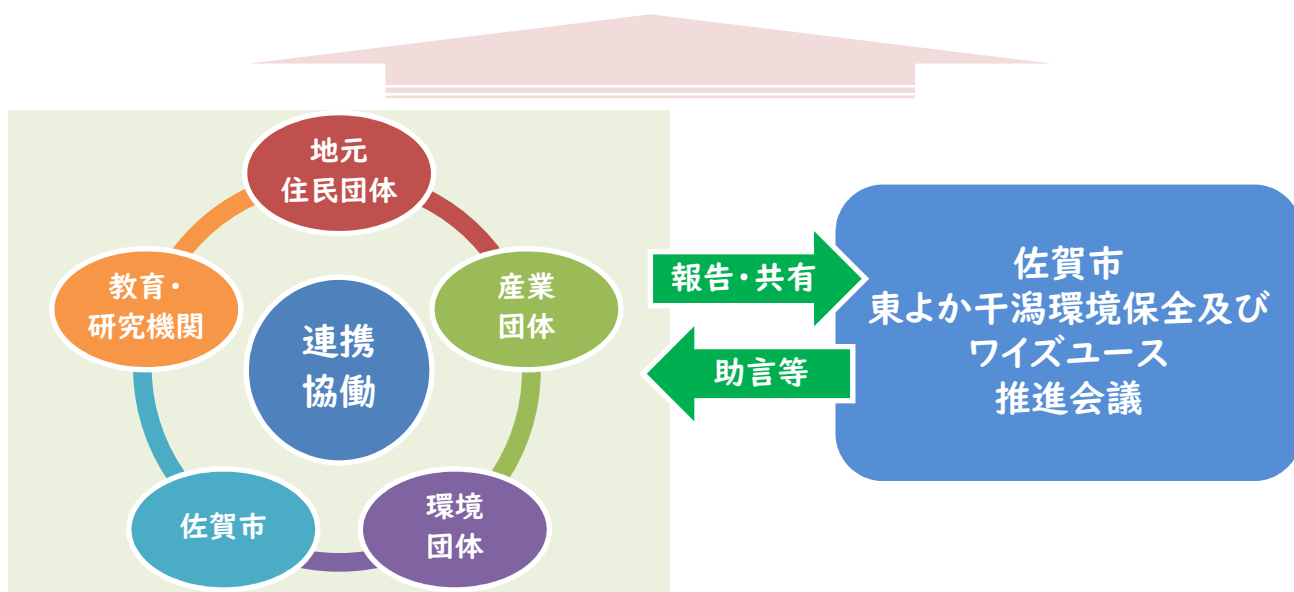 地元
住民団体
教育・
研究機関
産業
団体
連携
協働
佐賀市
環境
団体
報告・共有
助言等
佐賀市
東よか干潟環境保全及び
ワイズユース
推進会議